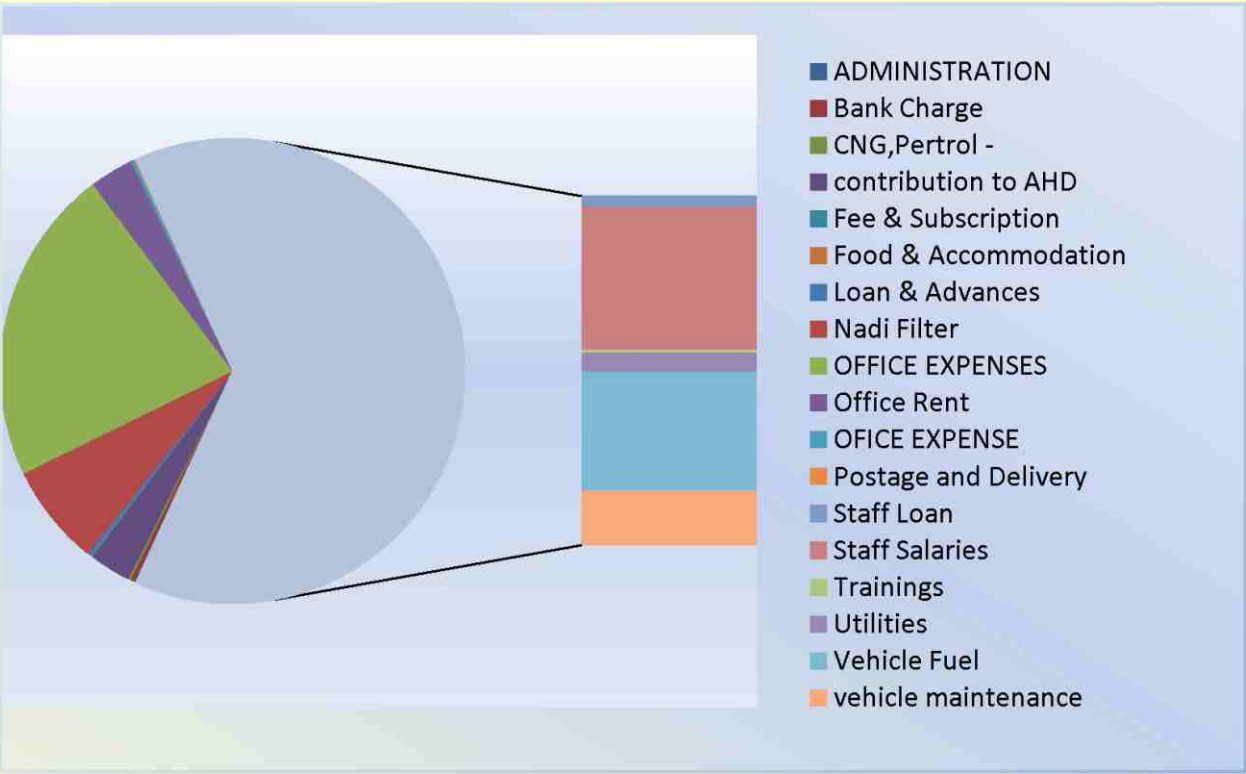 ADMINISTRATION
Bank Charge
CNG,Pertrol -
contribution to AHD
Fee & Subscription
Food & Accommodation
Loan & Advances
Nadi Filter
OFFICE EXPENSES
Office Rent
OFICE EXPENSE
Postage and Delivery
Staff Loan
Staff Salaries
Trainings
Utilities
Vehicle Fuel
vehicle maintenance